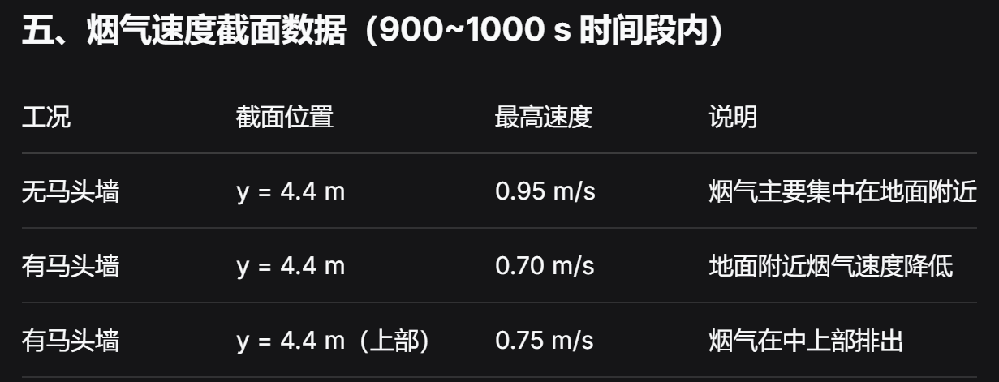 五、烟气速度截面数据（900~1000 s 时间段内）
工况 截面位置 最高速度 说明
无马头墙 y = 4.4 m 0.95 m/s 烟气主要集中在地面附近
有马头墙 y = 4.4 m 0.70 m/s 地面附近烟气速度降低
有马头墙 y = 4.4 m（上部） 0.75 m/s 烟气在中上部排出